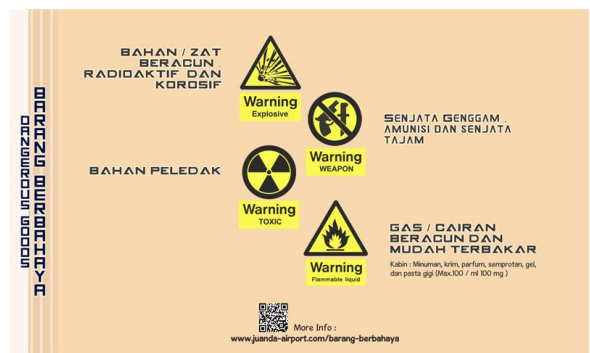 BARANG BERBAHAYA
DANGEROUS GOODS
BAHAN / ZAT
BERACUN .
RADIOAKTIF DAN
KOROSIF
Warning
Explosive
SENJATA GENGGAM .
AMUNISI DAN SENJATA
TAJAM
Warning
WEAPON
BAHAN PELEDAK
Warning
TOXIC
GAS / CAIRAN
BERACUN DAN
MUDAH TERBAKAR
Kabin : Minuman, krim, parfum, semprotan, gel,
dan pasta gigi (Max.100 / ml 100 mg )
Warning
Flammable liquid
More Info :
www.juanda-airport.com/barang-berbahaya